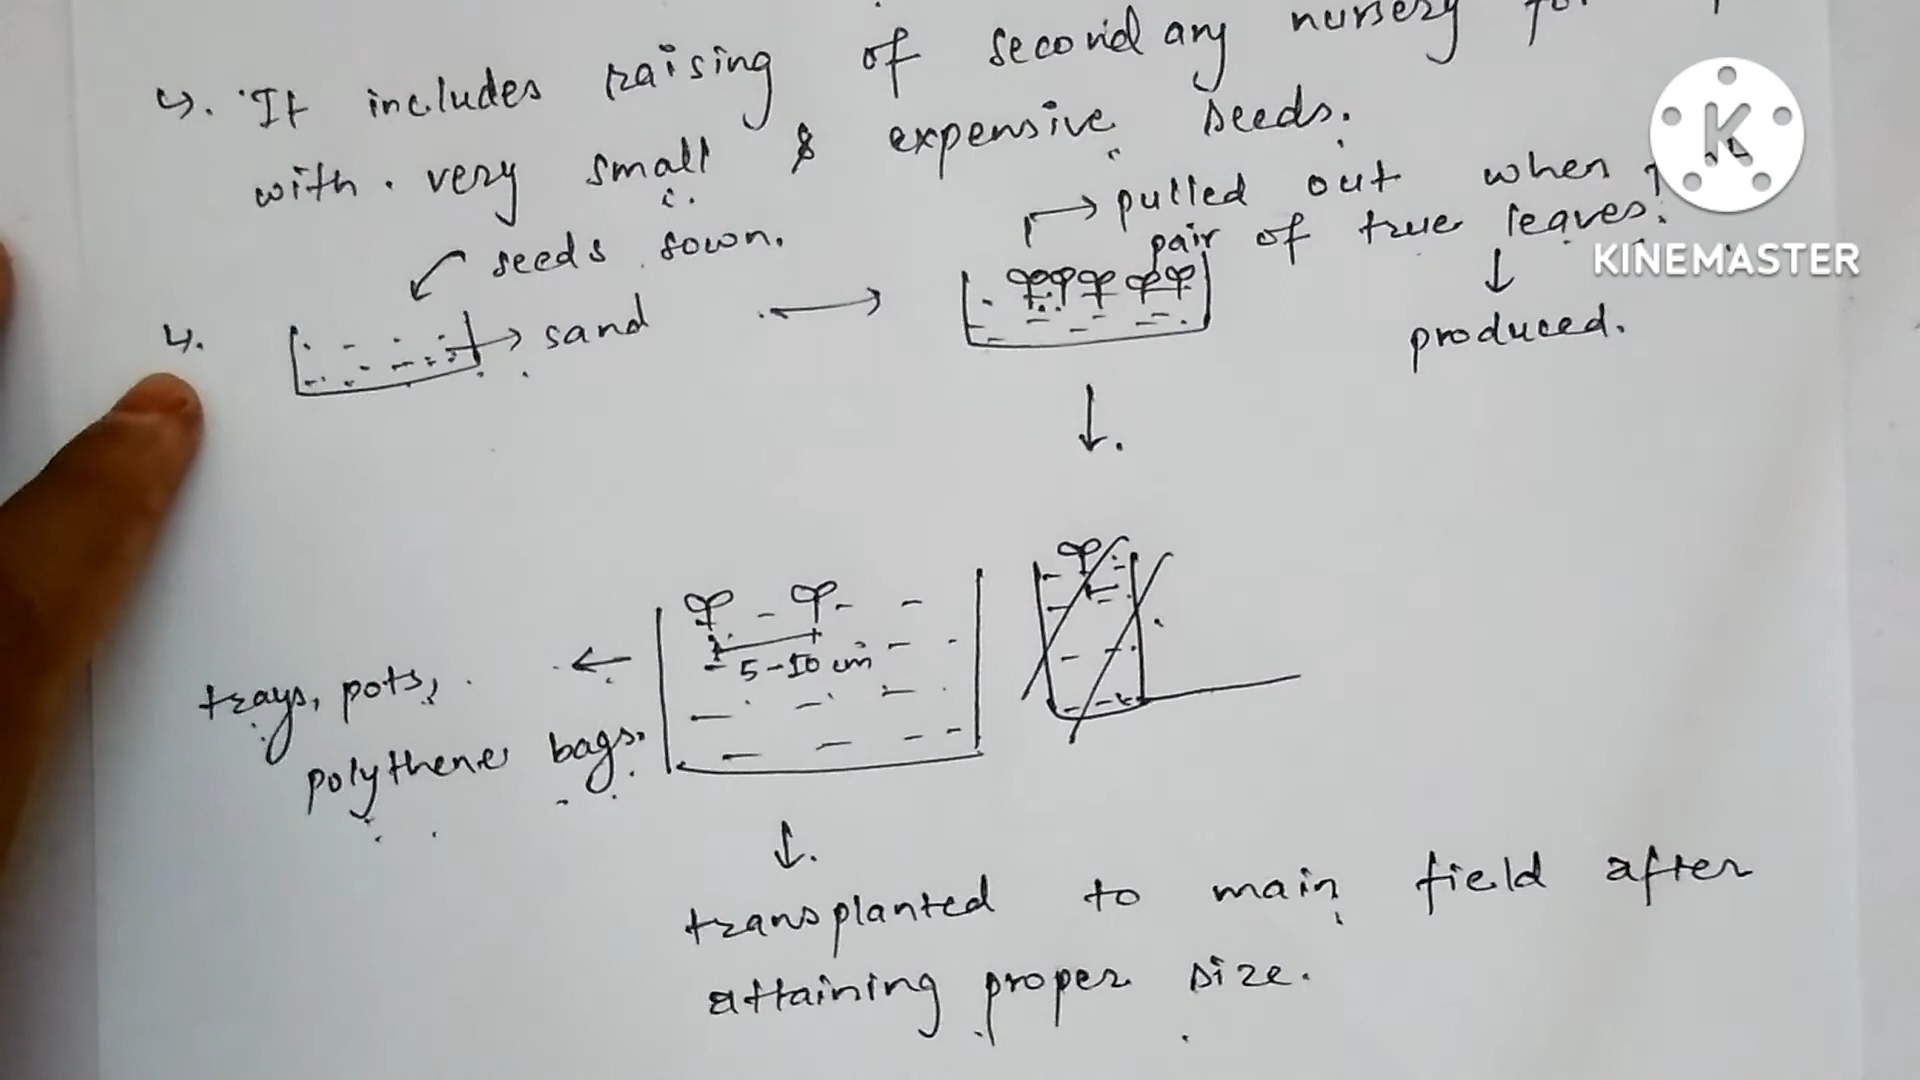 ↳. It includes raising of secondary nursery for
with very small & expensive seeds.
seeds sown.
pulled out when
pair of true leaves.
produced.
4.
sand
5-10 cm
trays, pots,
polythene bags.
transplanted to main field after
attaining proper size.
K
KINEMASTER